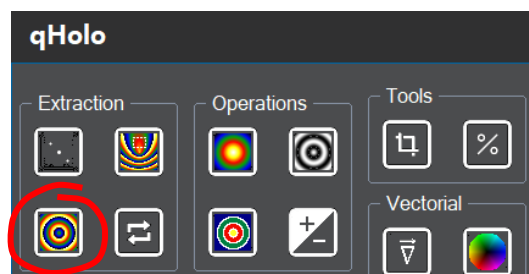 qHolo
Extraction
Operations
Tools
%
Vectorial
+
−
v⃗